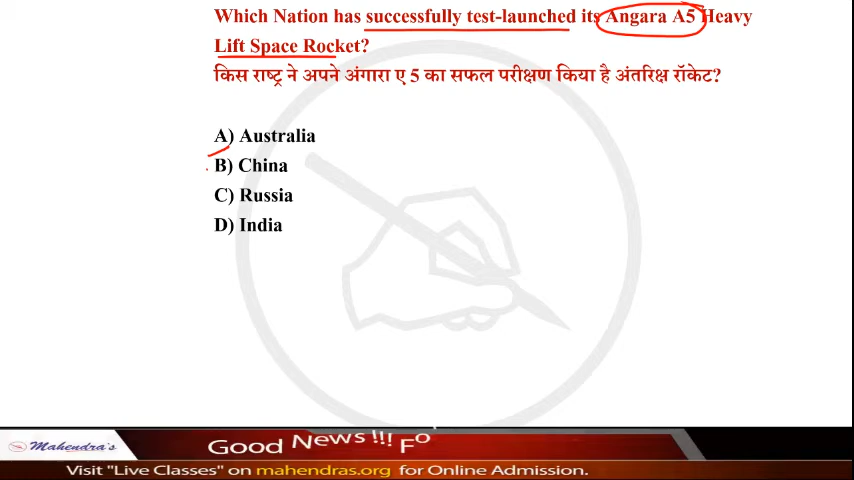 Which Nation has successfully test-launched its Angara A5 Heavy
Lift Space Rocket?
किस राष्ट्र ने अपने अंगारा ए 5 का सफल परीक्षण किया है अंतरिक्ष रॉकेट?
A) Australia
B) China
C) Russia
D) India
Mahendra's
Good News !!! Fo
Visit "Live Classes" on mahendras.org for Online Admission.